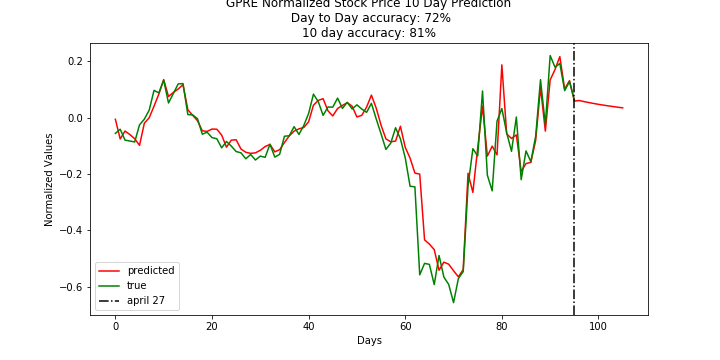 GPRE Normalized Stock Price 10 Day Prediction
Day to Day accuracy: 72%
10 day accuracy: 81%
0.2
0.0
−0.2
−0.4
−0.6
Normalized Values
predicted
true
april 27
0 20 40 60 80 100
Days